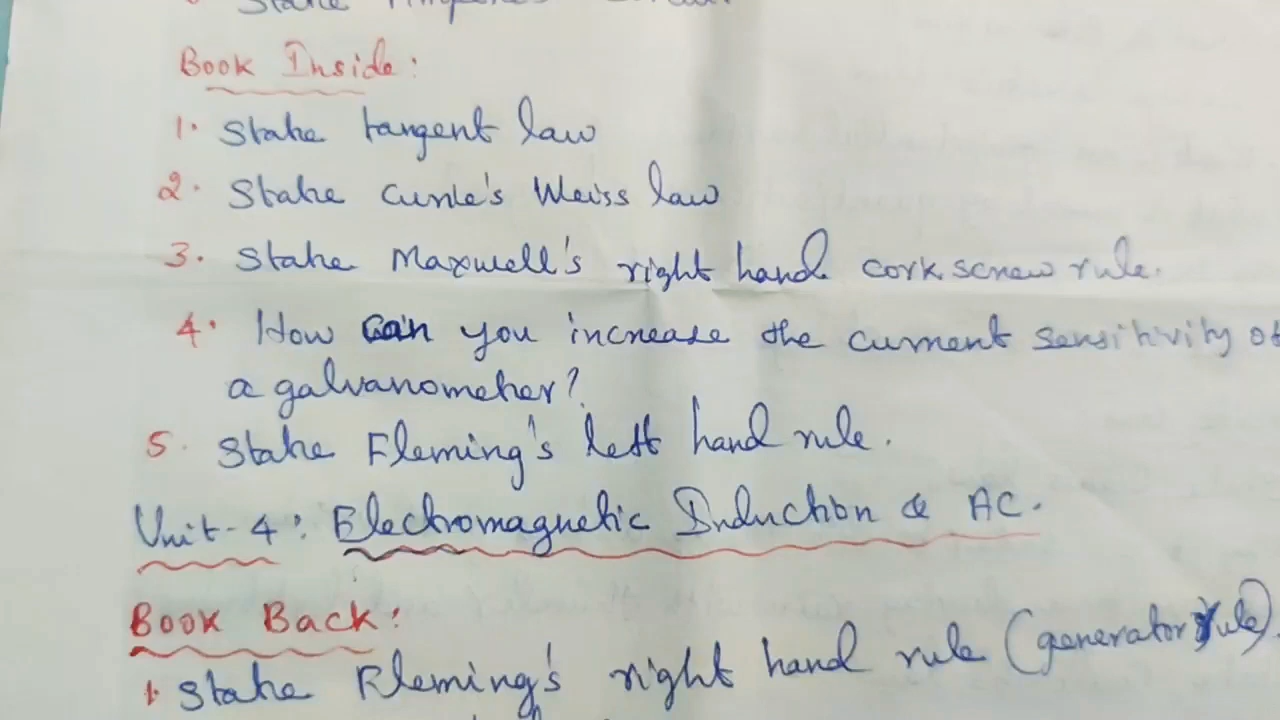 Book Inside:
1. State tangent law
2. State Curie's Weiss law
3. State Maxwell's right hand cork screw rule.
4. How can you increase the current sensitivity of
a galvanometer?
5. State Fleming's left hand rule.
Unit-4: Electromagnetic Induction & AC.
Book Back:
1. State Fleming's right hand rule (generator rule).